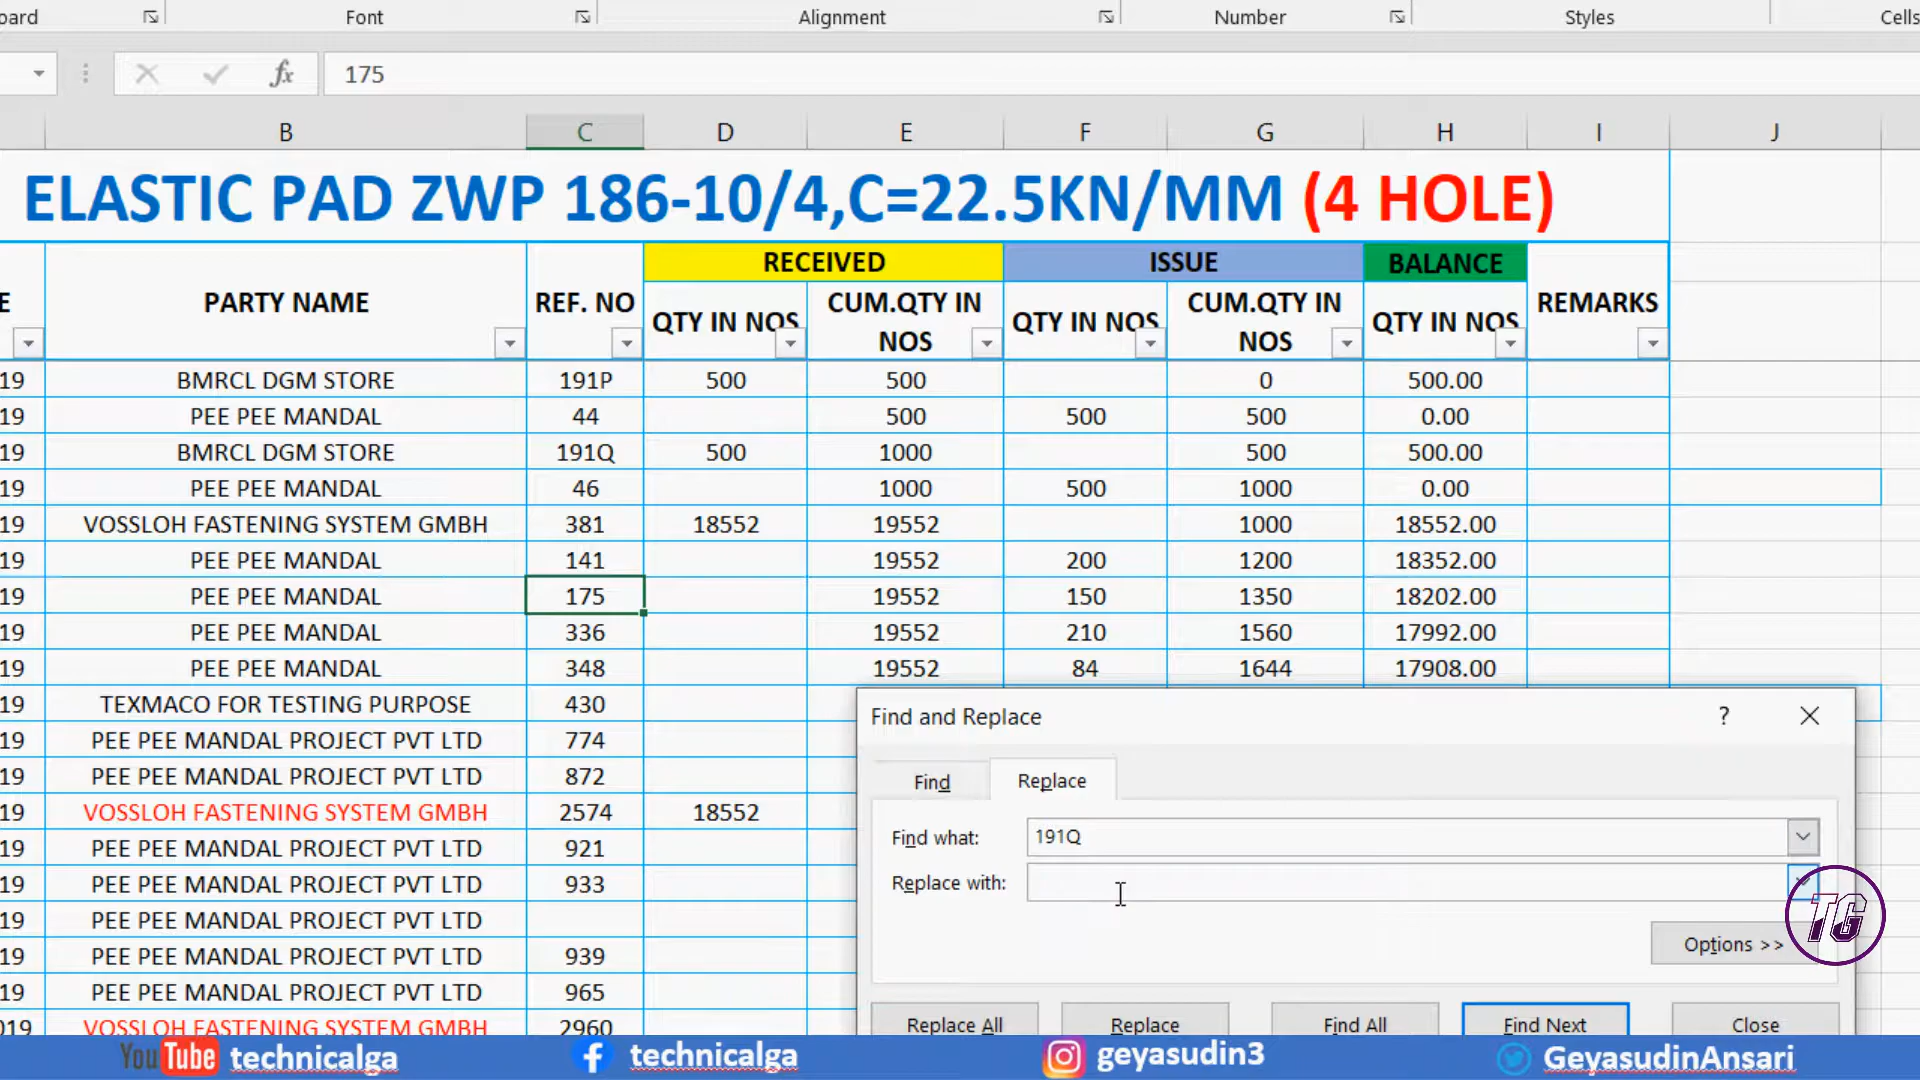 oard Font Alignment Number Styles Cells
fx 175
B C D E F G H I J
ELASTIC PAD ZWP 186-10/4,C=22.5KN/MM (4 HOLE)
RECEIVED ISSUE BALANCE
E PARTY NAME REF. NO QTY IN NOS CUM.QTY IN NOS QTY IN NOS CUM.QTY IN NOS QTY IN NOS REMARKS
19 BMRCL DGM STORE 191P 500 500 0 500.00
19 PEE PEE MANDAL 44 500 500 500 0.00
19 BMRCL DGM STORE 191Q 500 1000 500 500.00
19 PEE PEE MANDAL 46 1000 500 1000 0.00
19 VOSSLOH FASTENING SYSTEM GMBH 381 18552 19552 1000 18552.00
19 PEE PEE MANDAL 141 19552 200 1200 18352.00
19 PEE PEE MANDAL 175 19552 150 1350 18202.00
19 PEE PEE MANDAL 336 19552 210 1560 17992.00
19 PEE PEE MANDAL 348 19552 84 1644 17908.00
19 TEXMACO FOR TESTING PURPOSE 430
19 PEE PEE MANDAL PROJECT PVT LTD 774
19 PEE PEE MANDAL PROJECT PVT LTD 872
19 VOSSLOH FASTENING SYSTEM GMBH 2574 18552
19 PEE PEE MANDAL PROJECT PVT LTD 921
19 PEE PEE MANDAL PROJECT PVT LTD 933
19 PEE PEE MANDAL PROJECT PVT LTD
19 PEE PEE MANDAL PROJECT PVT LTD 939
19 PEE PEE MANDAL PROJECT PVT LTD 965
019 VOSSLOH FASTENING SYSTEM GMBH 2960
Find and Replace ?
Find Replace
Find what: 191Q
Replace with:
TG
Options >>
Replace All Replace Find All Find Next Close
YouTube technicalga technicalga geyasudin3 GeyasudinAnsari